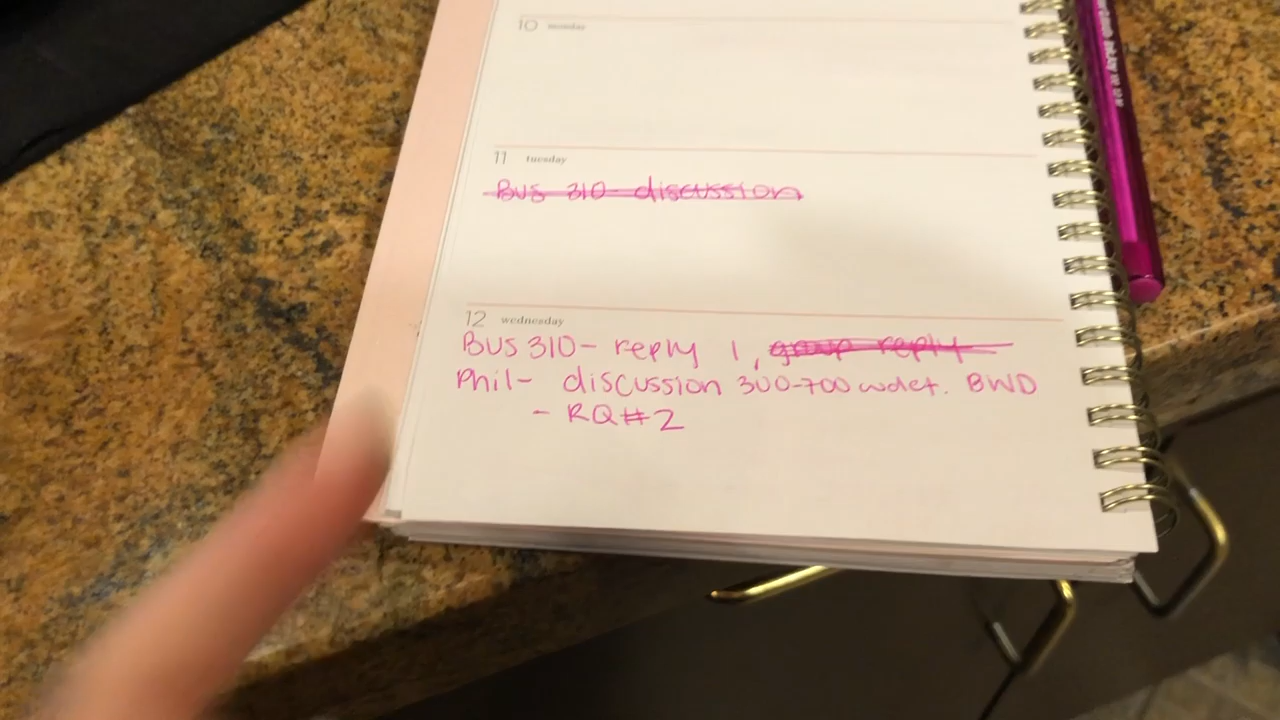 10 monday
11 tuesday
Bus 310- discussion
12 wednesday
BUS 310- reply 1, group reply
Phil- discussion 300-700 wdct. BWD
- RQ#2